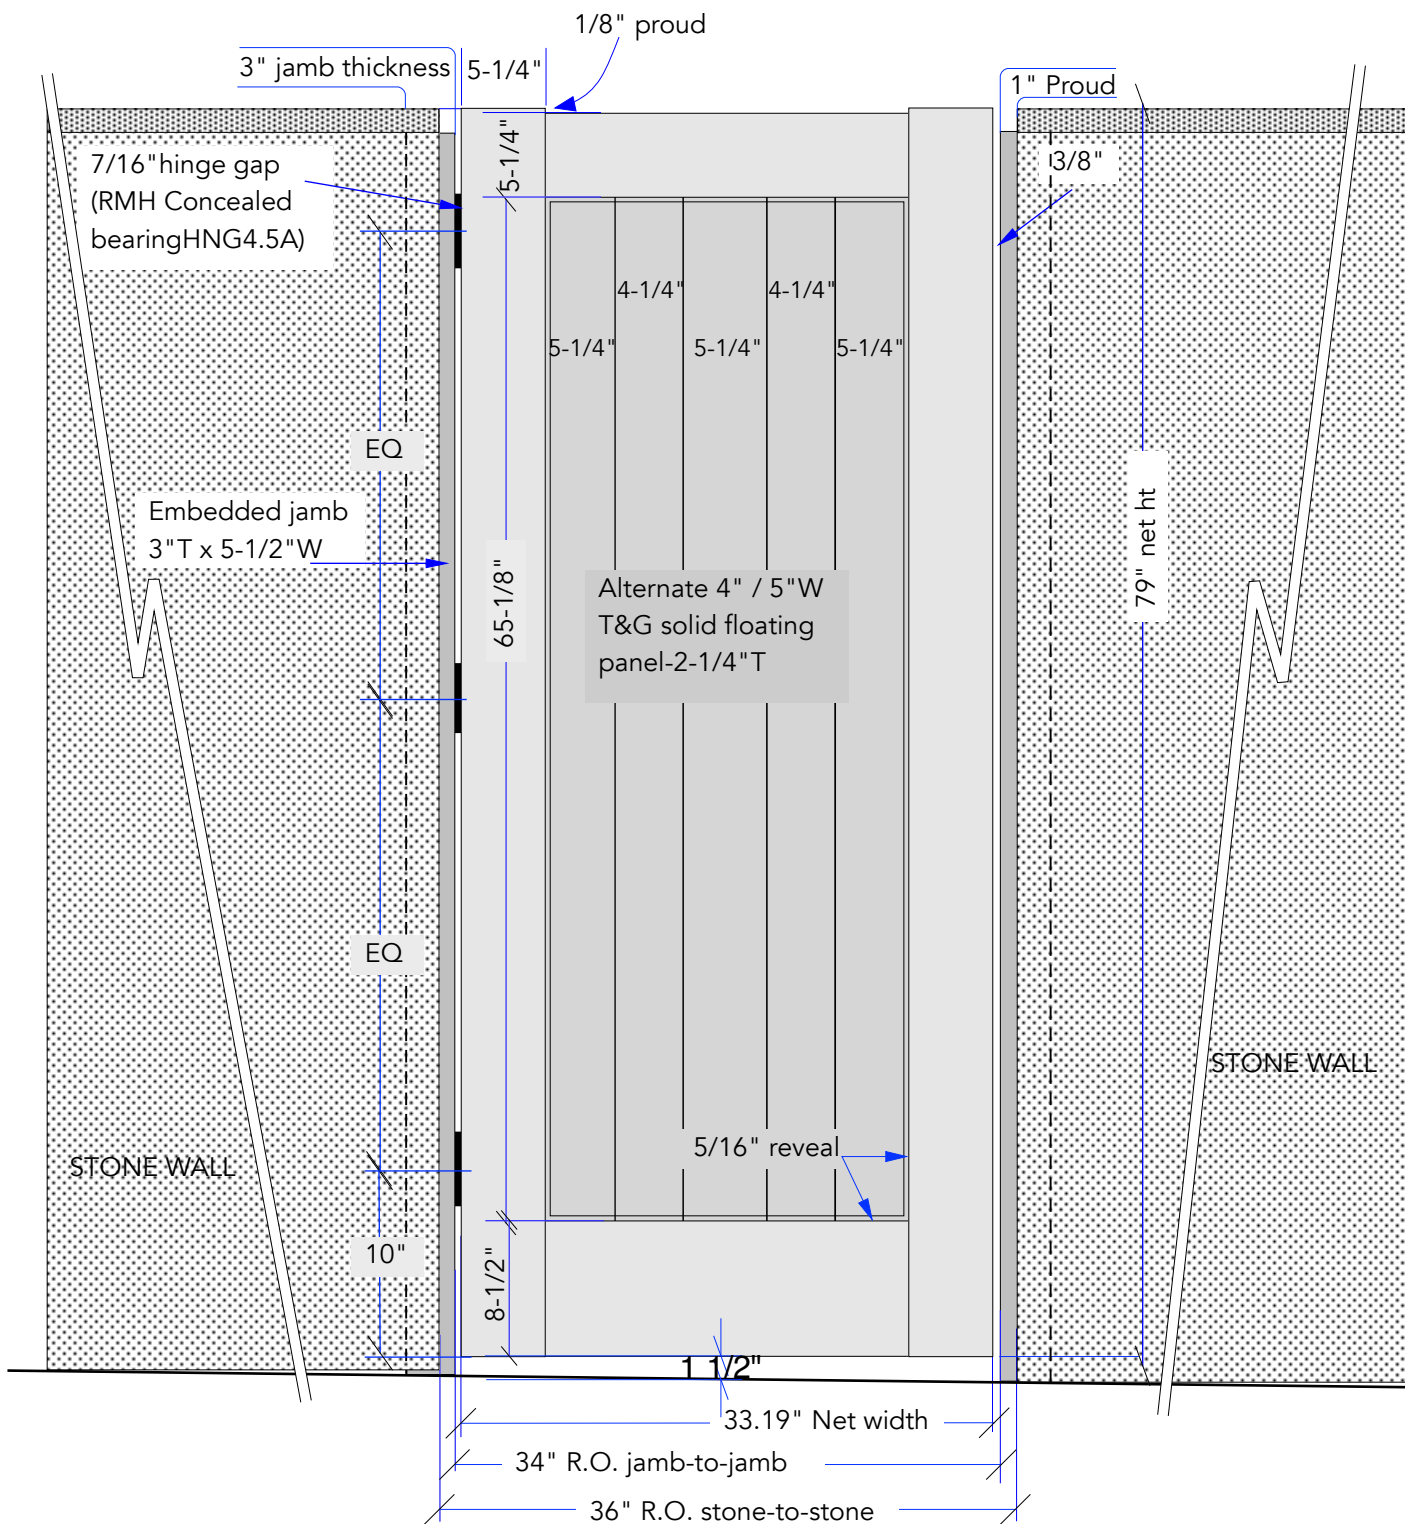 1/8" proud
3" jamb thickness
5-1/4"
1" Proud
5-1/4"
7/16"hinge gap
(RMH Concealed
bearingHNG4.5A)
3/8"
4-1/4"
4-1/4"
5-1/4"
5-1/4"
5-1/4"
EQ
Embedded jamb
3"T x 5-1/2"W
79" net ht
65-1/8"
Alternate 4" / 5"W
T&G solid floating
panel-2-1/4"T
EQ
STONE WALL
5/16" reveal
STONE WALL
10"
8-1/2"
1 1/2"
33.19" Net width
34" R.O. jamb-to-jamb
36" R.O. stone-to-stone